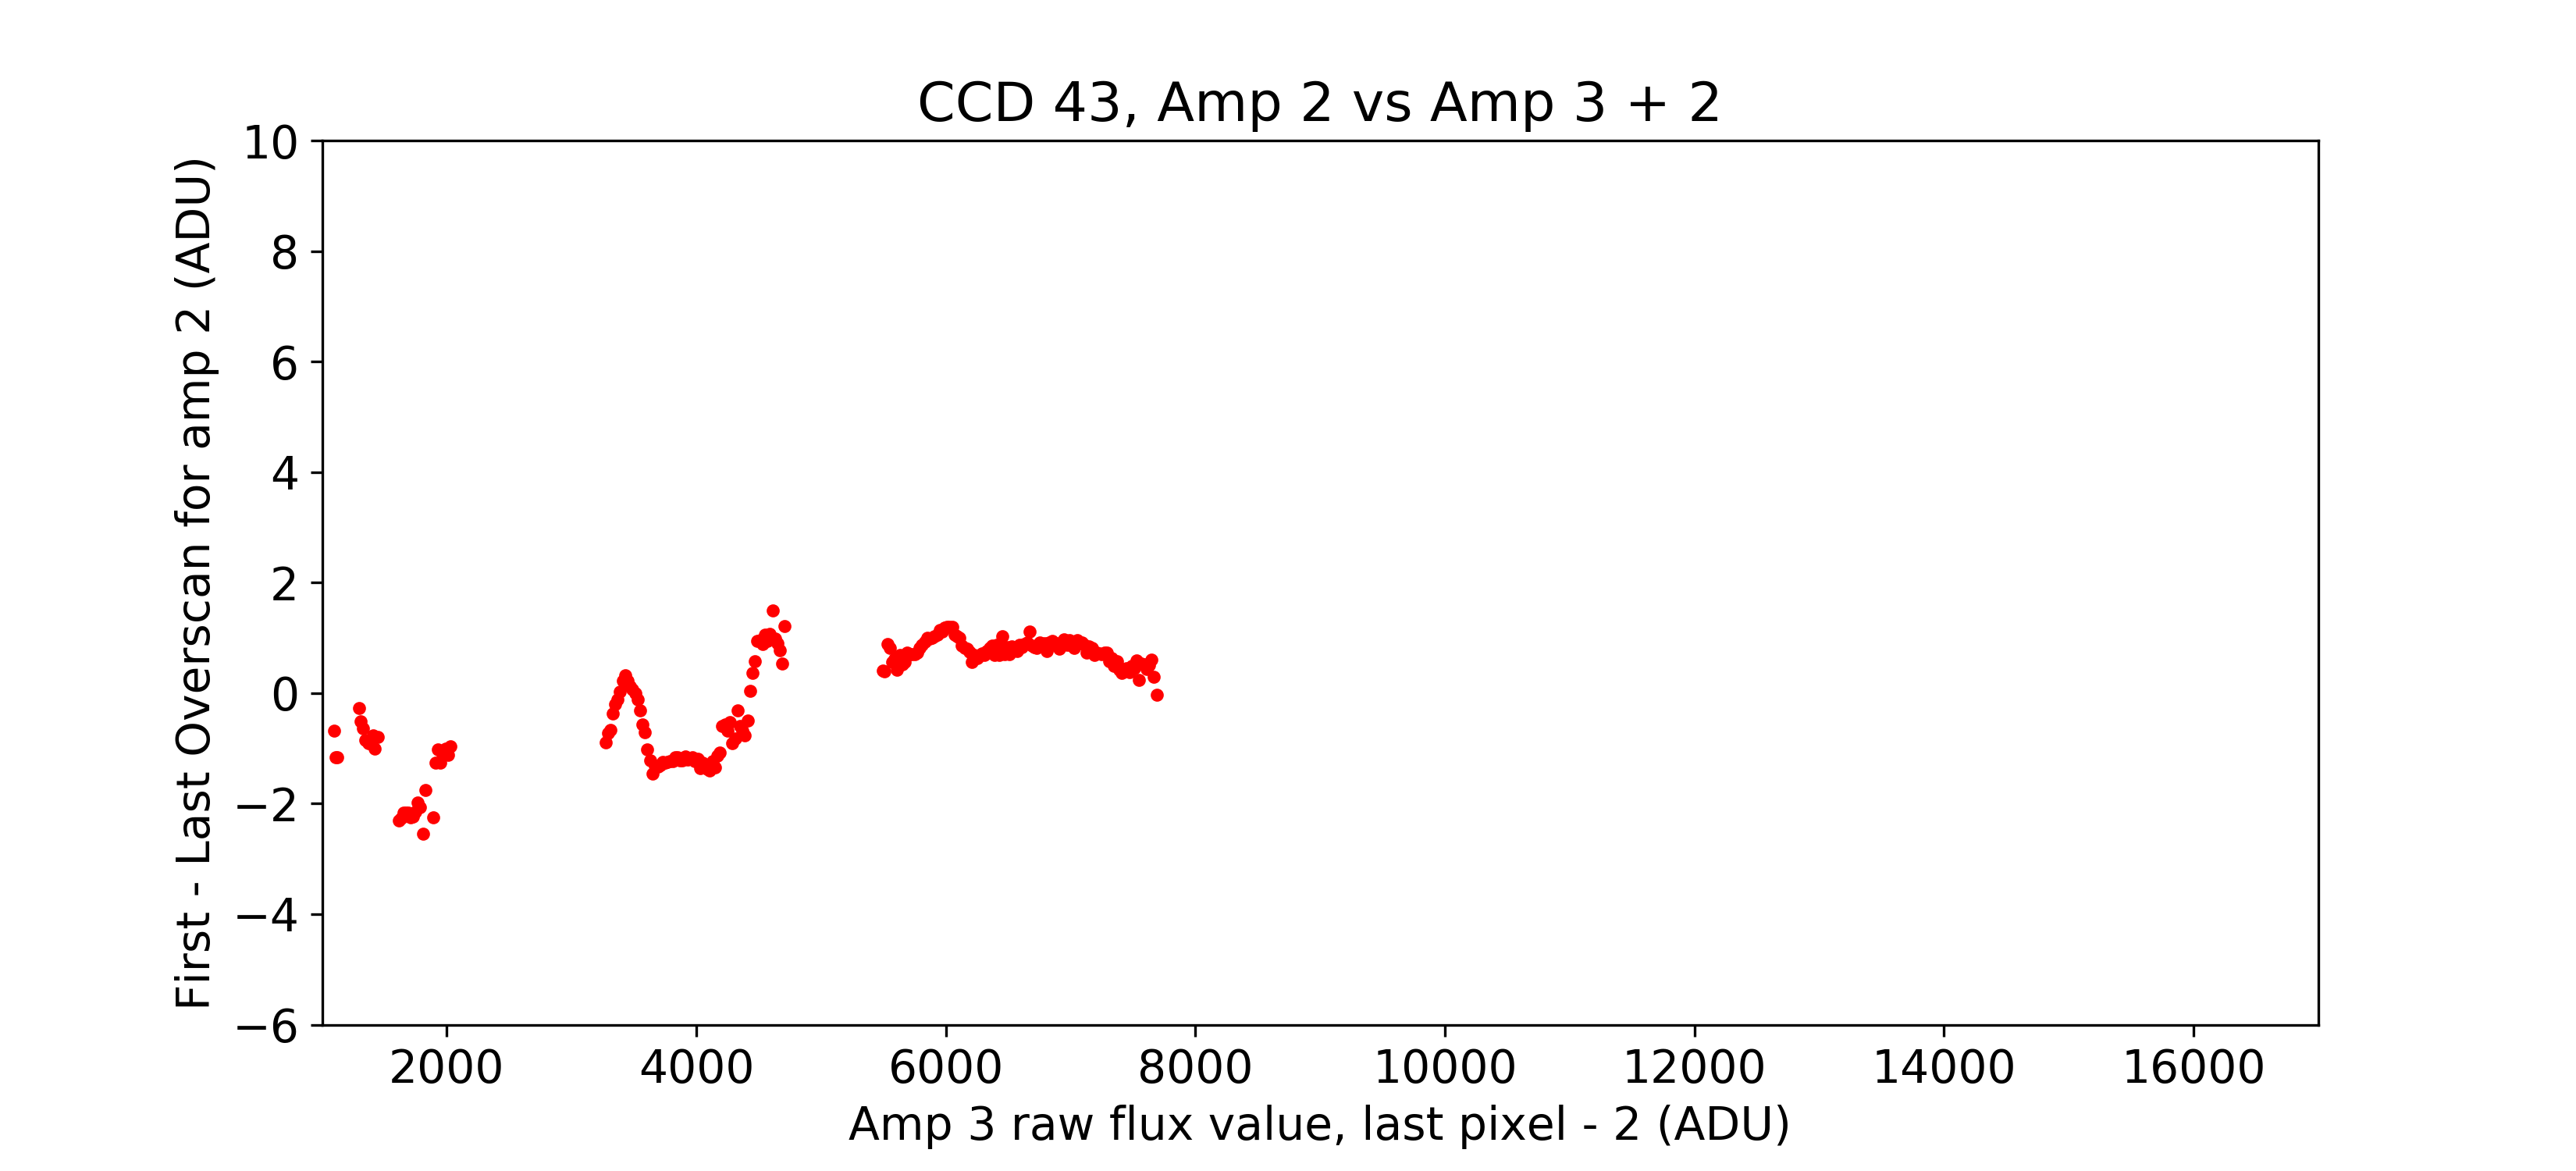 CCD 43, Amp 2 vs Amp 3 + 2
First - Last Overscan for amp 2 (ADU)
10
8
6
4
2
0
−2
−4
−6
2000 4000 6000 8000 10000 12000 14000 16000
Amp 3 raw flux value, last pixel - 2 (ADU)